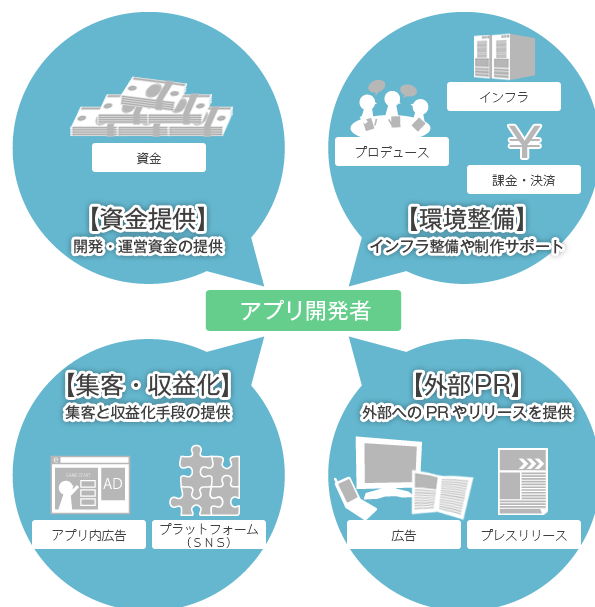 資金
【資金提供】
開発・運営資金の提供
インフラ
プロデュース
課金・決済
【環境整備】
インフラ整備や制作サポート
アプリ開発者
【集客・収益化】
集客と収益化手段の提供
GAME START
AD
アプリ内広告
プラットフォーム
（ＳＮＳ）
【外部PR】
外部へのPRやリリースを提供
広告
プレスリリース